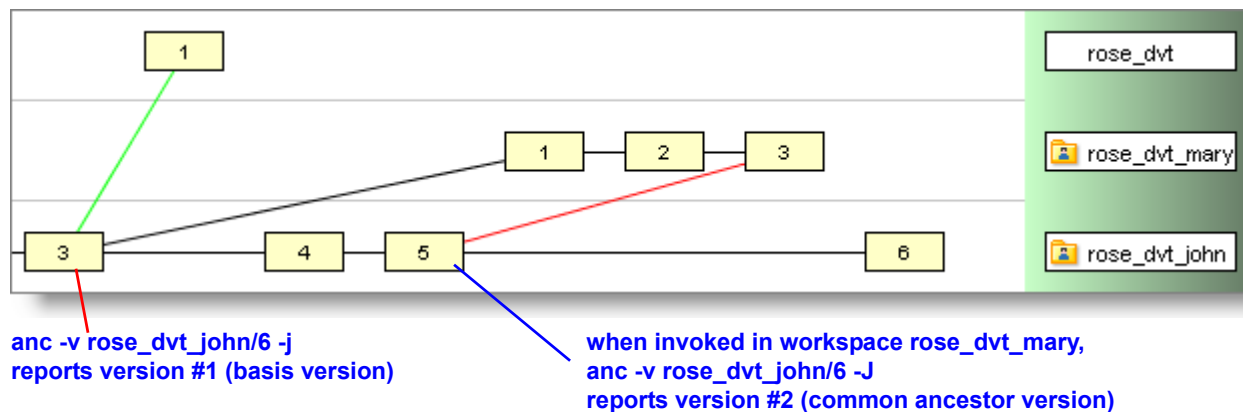 1 rose_dvt
1 2 3 rose_dvt_mary
3 4 5 6 rose_dvt_john
anc -v rose_dvt_john/6 -j
reports version #1 (basis version)
when invoked in workspace rose_dvt_mary,
anc -v rose_dvt_john/6 -J
reports version #2 (common ancestor version)